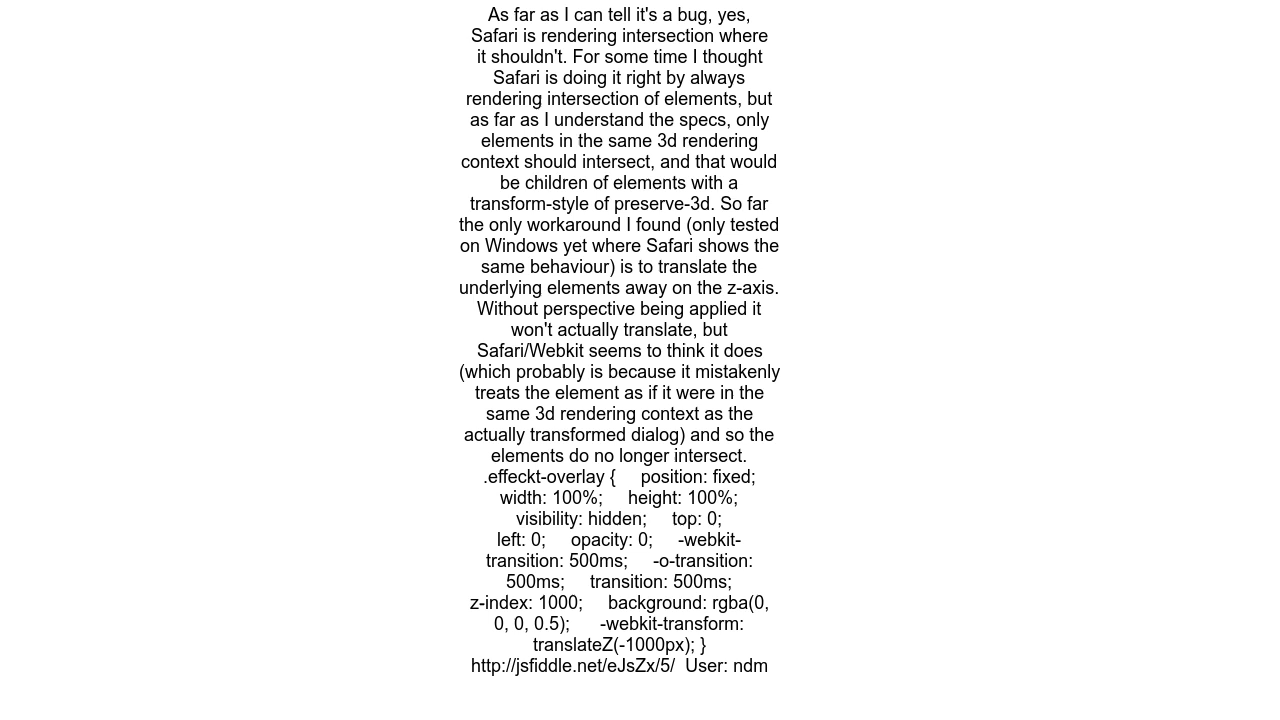 As far as I can tell it's a bug, yes,
Safari is rendering intersection where
it shouldn't. For some time I thought
Safari is doing it right by always
rendering intersection of elements, but
as far as I understand the specs, only
elements in the same 3d rendering
context should intersect, and that would
be children of elements with a
transform-style of preserve-3d. So far
the only workaround I found (only tested
on Windows yet where Safari shows the
same behaviour) is to translate the
underlying elements away on the z-axis.
Without perspective being applied it
won't actually translate, but
Safari/Webkit seems to think it does
(which probably is because it mistakenly
treats the element as if it were in the
same 3d rendering context as the
actually transformed dialog) and so the
elements do no longer intersect.
.effeckt-overlay {     position: fixed;
width: 100%;     height: 100%;
visibility: hidden;     top: 0;
left: 0;     opacity: 0;     -webkit-
transition: 500ms;     -o-transition:
500ms;     transition: 500ms;
z-index: 1000;     background: rgba(0,
0, 0, 0.5);      -webkit-transform:
translateZ(-1000px); }
http://jsfiddle.net/eJsZx/5/  User: ndm